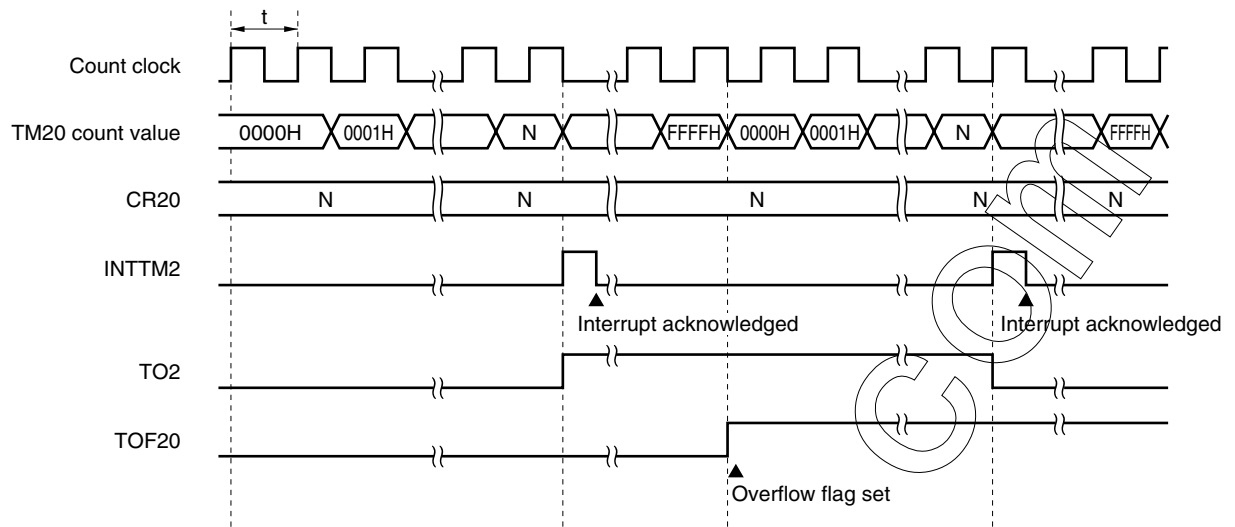 t
Count clock
TM20 count value 0000H 0001H N FFFFH 0000H 0001H N FFFFH
CR20 N N N N N
INTTM2
Interrupt acknowledged Interrupt acknowledged
TO2
TOF20
Overflow flag set
com